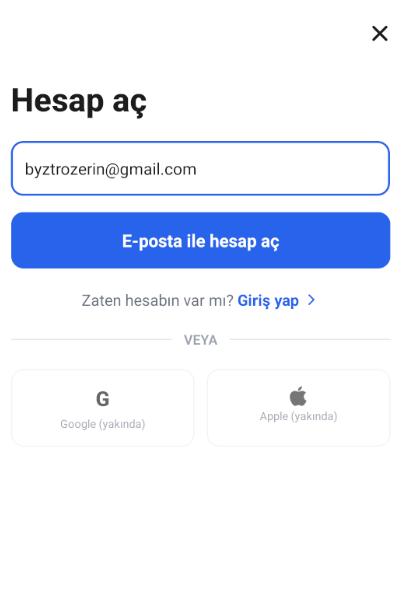 Hesap aç
byztrozerin@gmail.com
E-posta ile hesap aç
Zaten hesabın var mı? Giriş yap
VEYA
G
Google (yakında)
Apple (yakında)